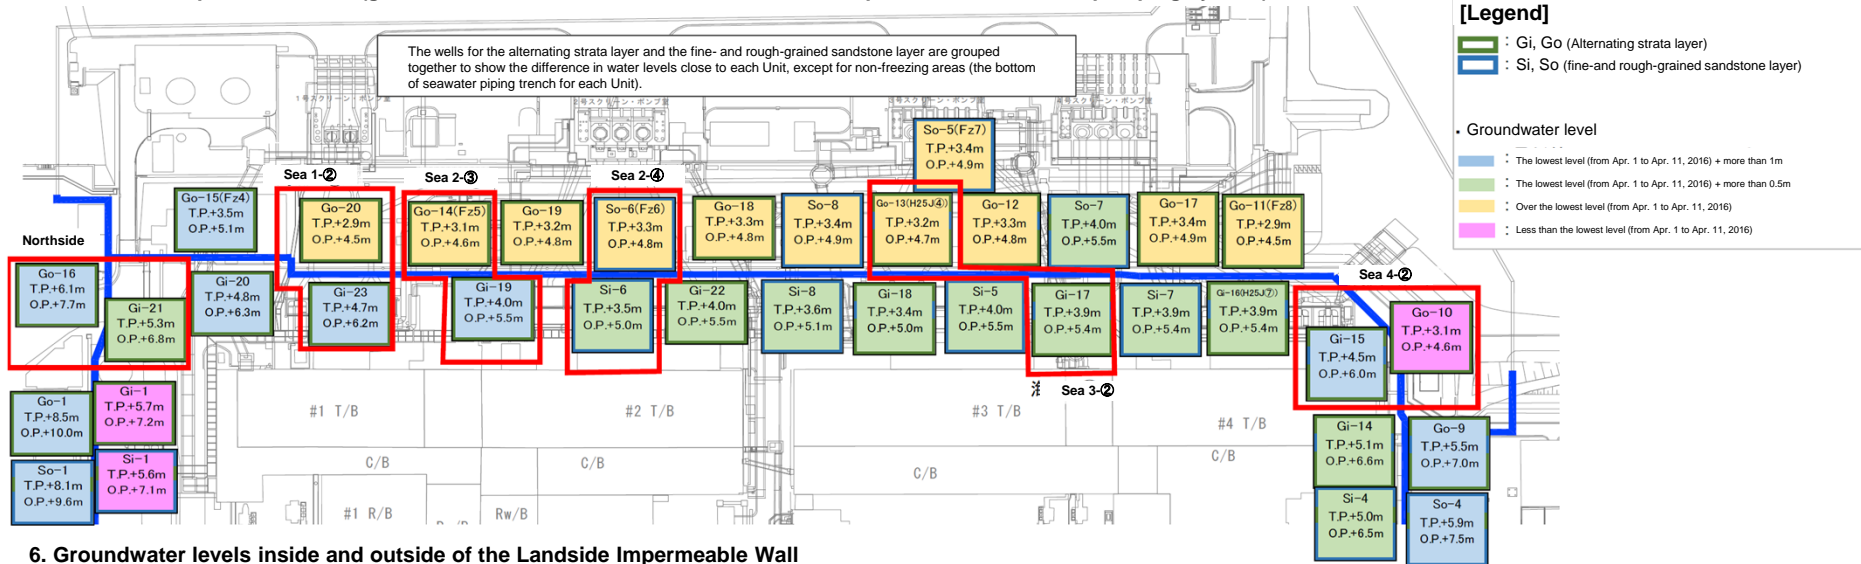 The wells for the alternating strata layer and the fine- and rough-grained sandstone layer are grouped
together to show the difference in water levels close to each Unit, except for non-freezing areas (the bottom
of seawater piping trench for each Unit).
[Legend]
: Gi, Go (Alternating strata layer)
: Si, So (fine-and rough-grained sandstone layer)
・Groundwater level
: The lowest level (from Apr. 1 to Apr. 11, 2016) + more than 1m
: The lowest level (from Apr. 1 to Apr. 11, 2016) + more than 0.5m
: Over the lowest level (from Apr. 1 to Apr. 11, 2016)
: Less than the lowest level (from Apr. 1 to Apr. 11, 2016)
So-5(Fz7)
T.P.+3.4m
O.P.+4.9m
Sea 1-②
Sea 2-③
Sea 2-④
Go-15(Fz4)
T.P.+3.5m
O.P.+5.1m
Go-20
T.P.+2.9m
O.P.+4.5m
Go-14(Fz5)
T.P.+3.1m
O.P.+4.6m
Go-19
T.P.+3.2m
O.P.+4.8m
So-6(Fz6)
T.P.+3.3m
O.P.+4.8m
Go-18
T.P.+3.3m
O.P.+4.8m
So-8
T.P.+3.4m
O.P.+4.9m
Go-13(H25J④)
T.P.+3.2m
O.P.+4.7m
Go-12
T.P.+3.3m
O.P.+4.8m
So-7
T.P.+4.0m
O.P.+5.5m
Go-17
T.P.+3.4m
O.P.+4.9m
Go-11(Fz8)
T.P.+2.9m
O.P.+4.5m
Northside
Sea 4-②
Go-16
T.P.+6.1m
O.P.+7.7m
Gi-21
T.P.+5.3m
O.P.+6.8m
Gi-20
T.P.+4.8m
O.P.+6.3m
Gi-23
T.P.+4.7m
O.P.+6.2m
Gi-19
T.P.+4.0m
O.P.+5.5m
Si-6
T.P.+3.5m
O.P.+5.0m
Gi-22
T.P.+4.0m
O.P.+5.5m
Si-8
T.P.+3.6m
O.P.+5.1m
Gi-18
T.P.+3.4m
O.P.+5.0m
Si-5
T.P.+4.0m
O.P.+5.5m
Gi-17
T.P.+3.9m
O.P.+5.4m
Si-7
T.P.+3.9m
O.P.+5.4m
Gi-16(H25J⑦)
T.P.+3.9m
O.P.+5.4m
Gi-15
T.P.+4.5m
O.P.+6.0m
Go-10
T.P.+3.1m
O.P.+4.6m
Sea 3-②
Go-1
T.P.+8.5m
O.P.+10.0m
Gi-1
T.P.+5.7m
O.P.+7.2m
So-1
T.P.+8.1m
O.P.+9.6m
Si-1
T.P.+5.6m
O.P.+7.1m
#1 T/B
#2 T/B
#3 T/B
#4 T/B
C/B
C/B
C/B
C/B
#1 R/B
Rw/B
Gi-14
T.P.+5.1m
O.P.+6.6m
Go-9
T.P.+5.5m
O.P.+7.0m
Si-4
T.P.+5.0m
O.P.+6.5m
So-4
T.P.+5.9m
O.P.+7.5m
6. Groundwater levels inside and outside of the Landside Impermeable Wall